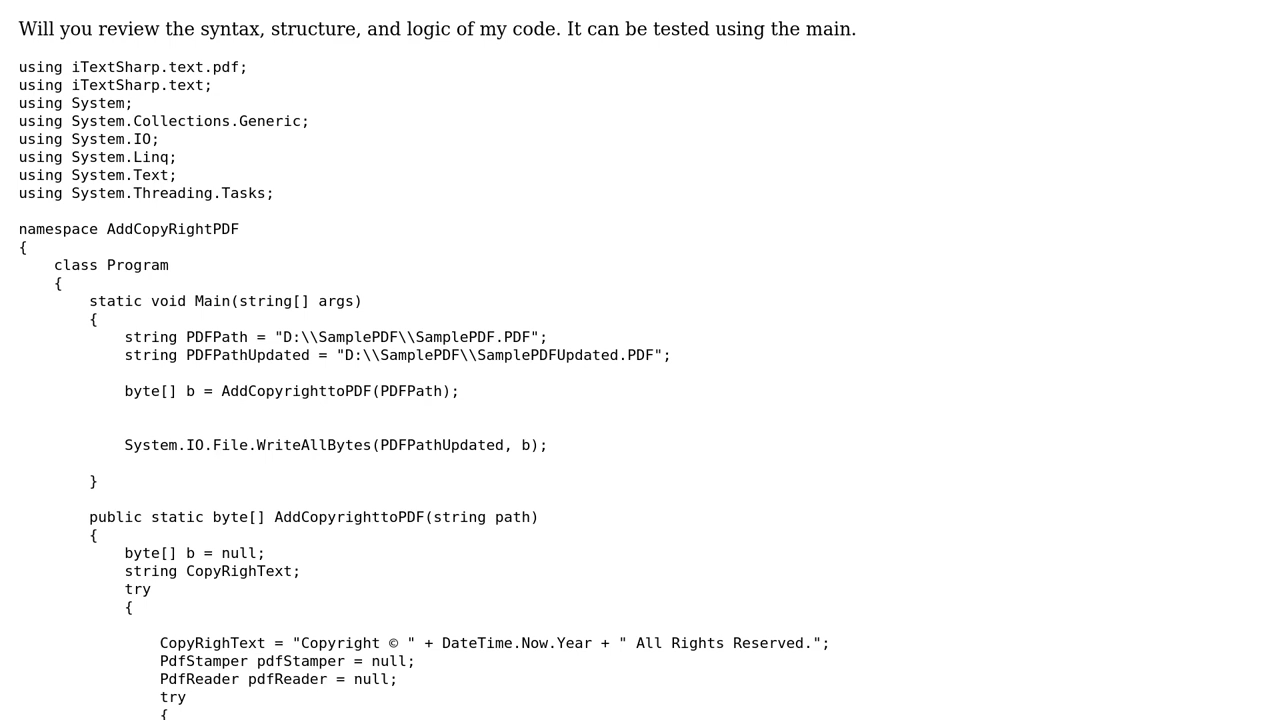 Will you review the syntax, structure, and logic of my code. It can be tested using the main.
using iTextSharp.text.pdf;
using iTextSharp.text;
using System;
using System.Collections.Generic;
using System.IO;
using System.Linq;
using System.Text;
using System.Threading.Tasks;
namespace AddCopyRightPDF
{
class Program
{
static void Main(string[] args)
{
string PDFPath = "D:\\SamplePDF\\SamplePDF.PDF";
string PDFPathUpdated = "D:\\SamplePDF\\SamplePDFUpdated.PDF";
byte[] b = AddCopyrighttoPDF(PDFPath);
System.IO.File.WriteAllBytes(PDFPathUpdated, b);
}
public static byte[] AddCopyrighttoPDF(string path)
{
byte[] b = null;
string CopyRighText;
try
{
CopyRighText = "Copyright © " + DateTime.Now.Year + " All Rights Reserved.";
PdfStamper pdfStamper = null;
PdfReader pdfReader = null;
try
{